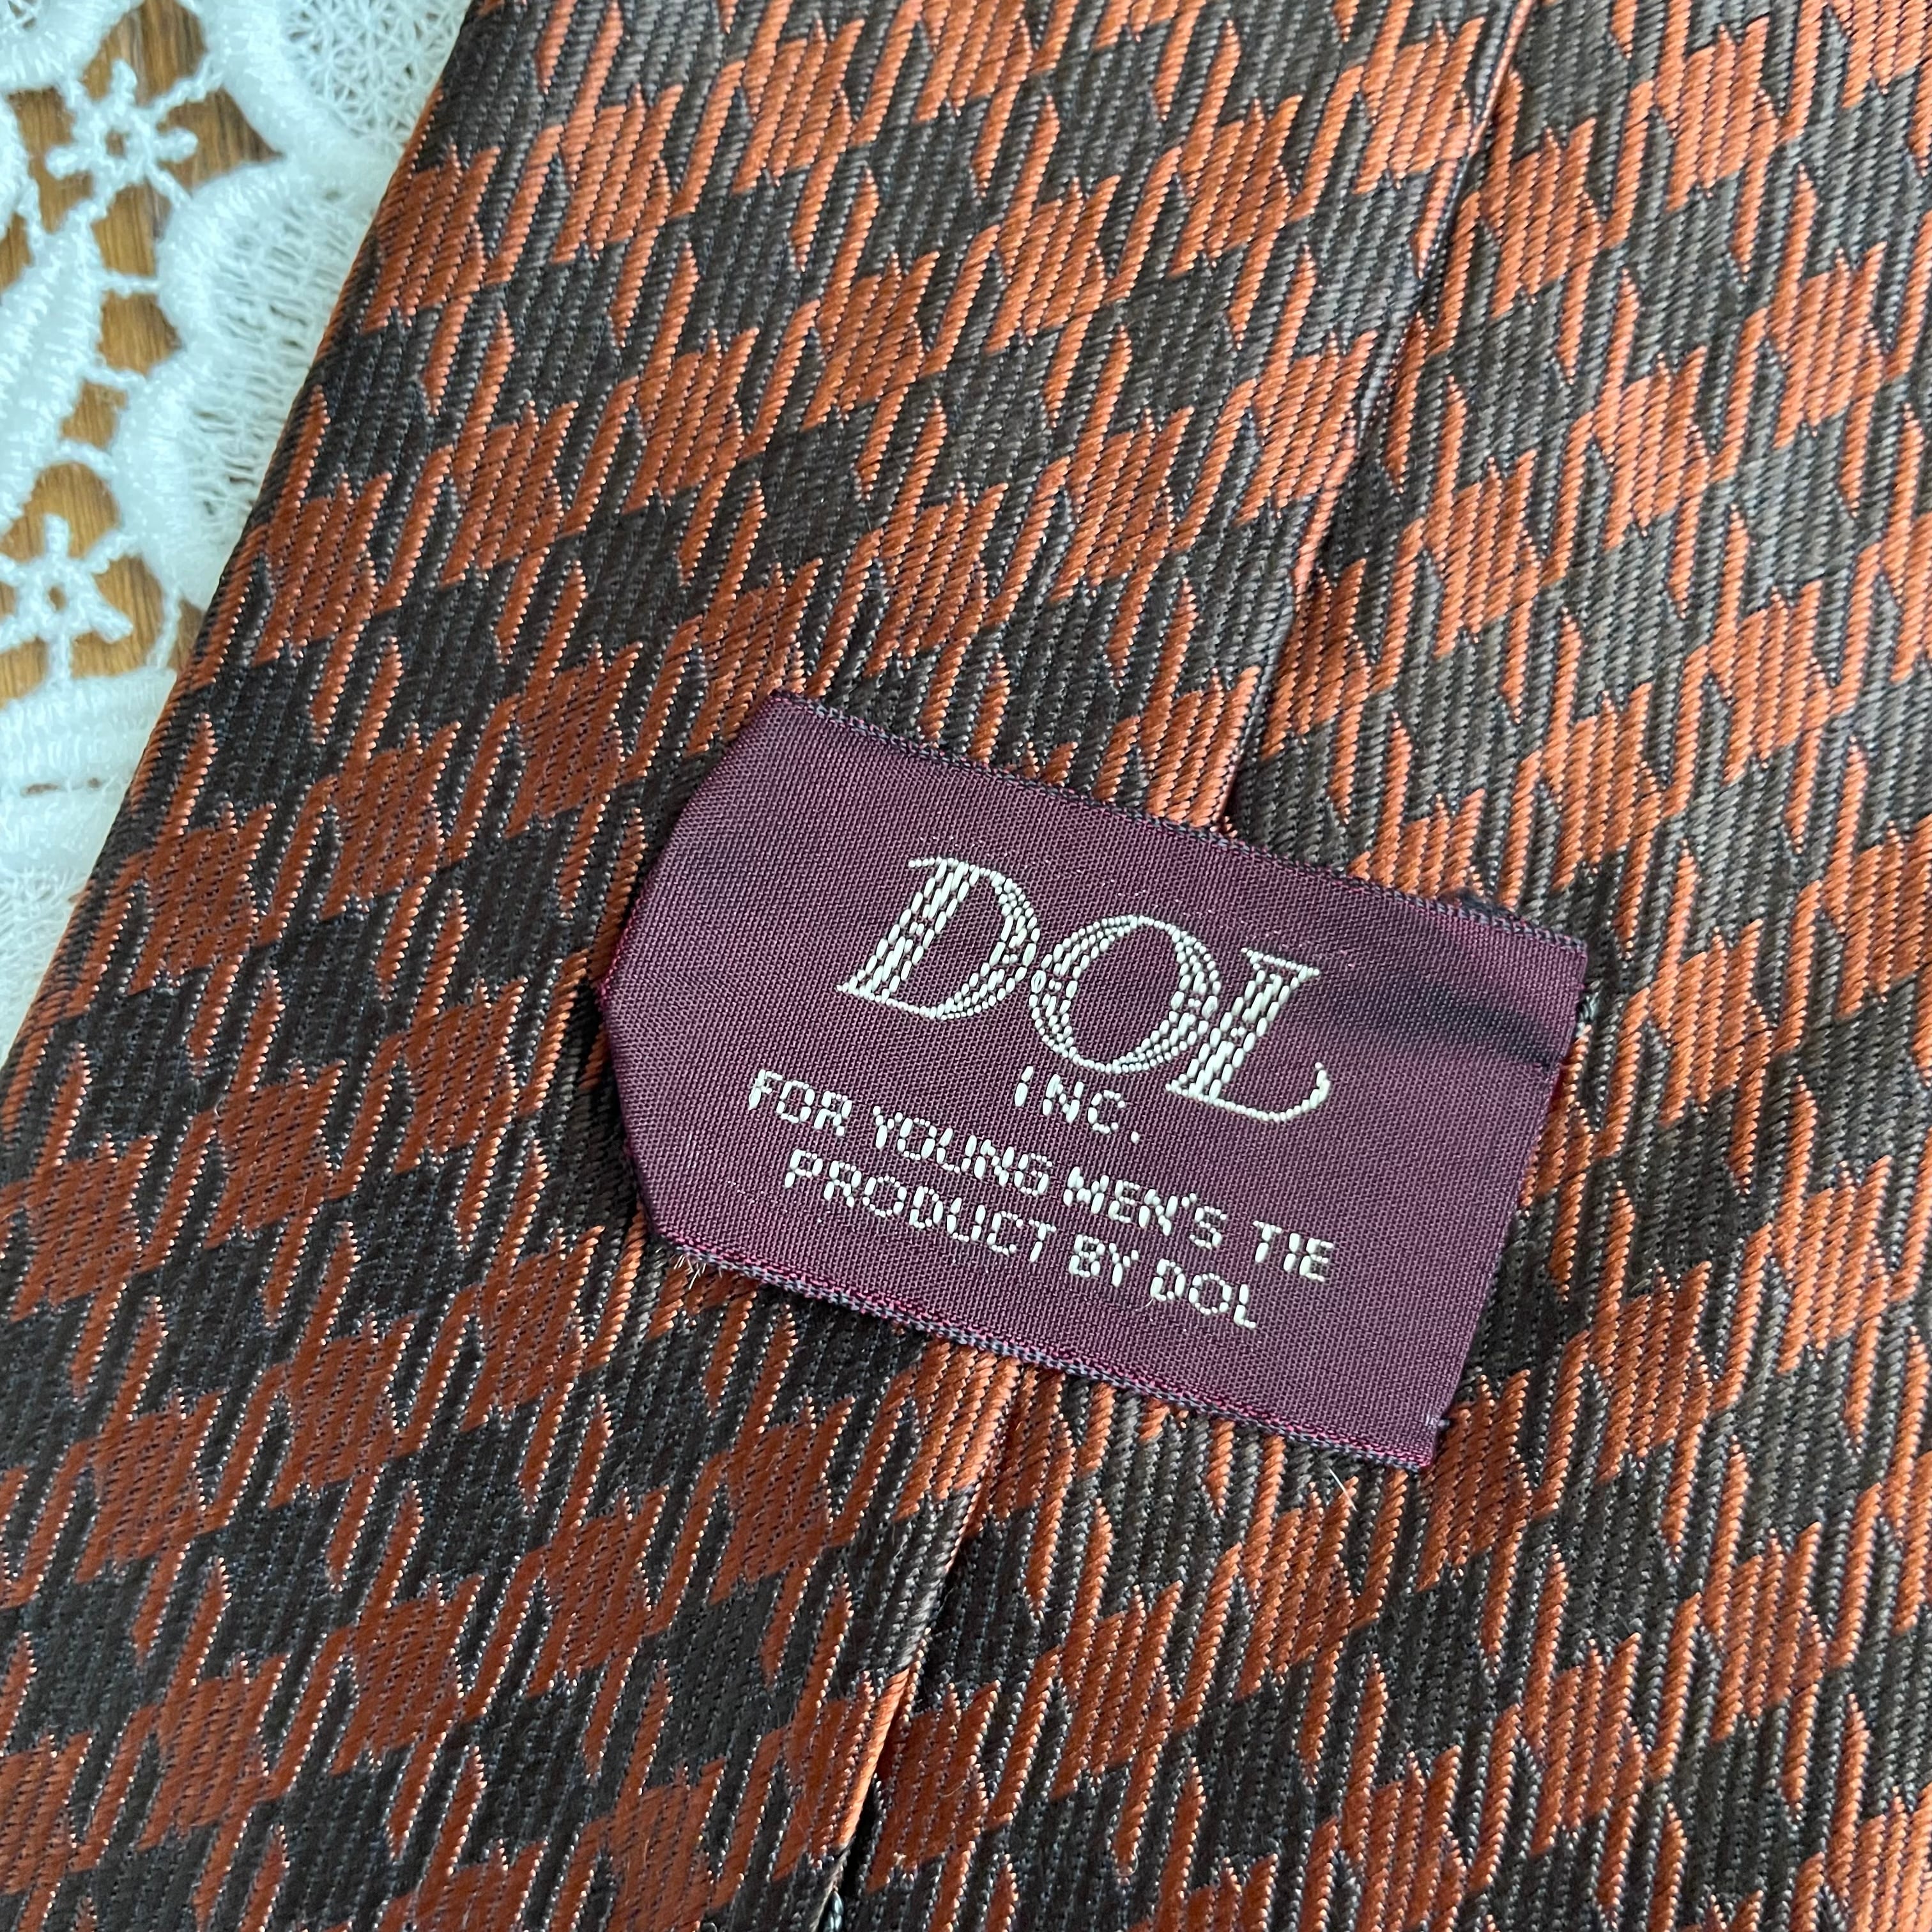 DOL
INC.
FOR YOUNG MEN'S TIE
PRODUCT BY DOL